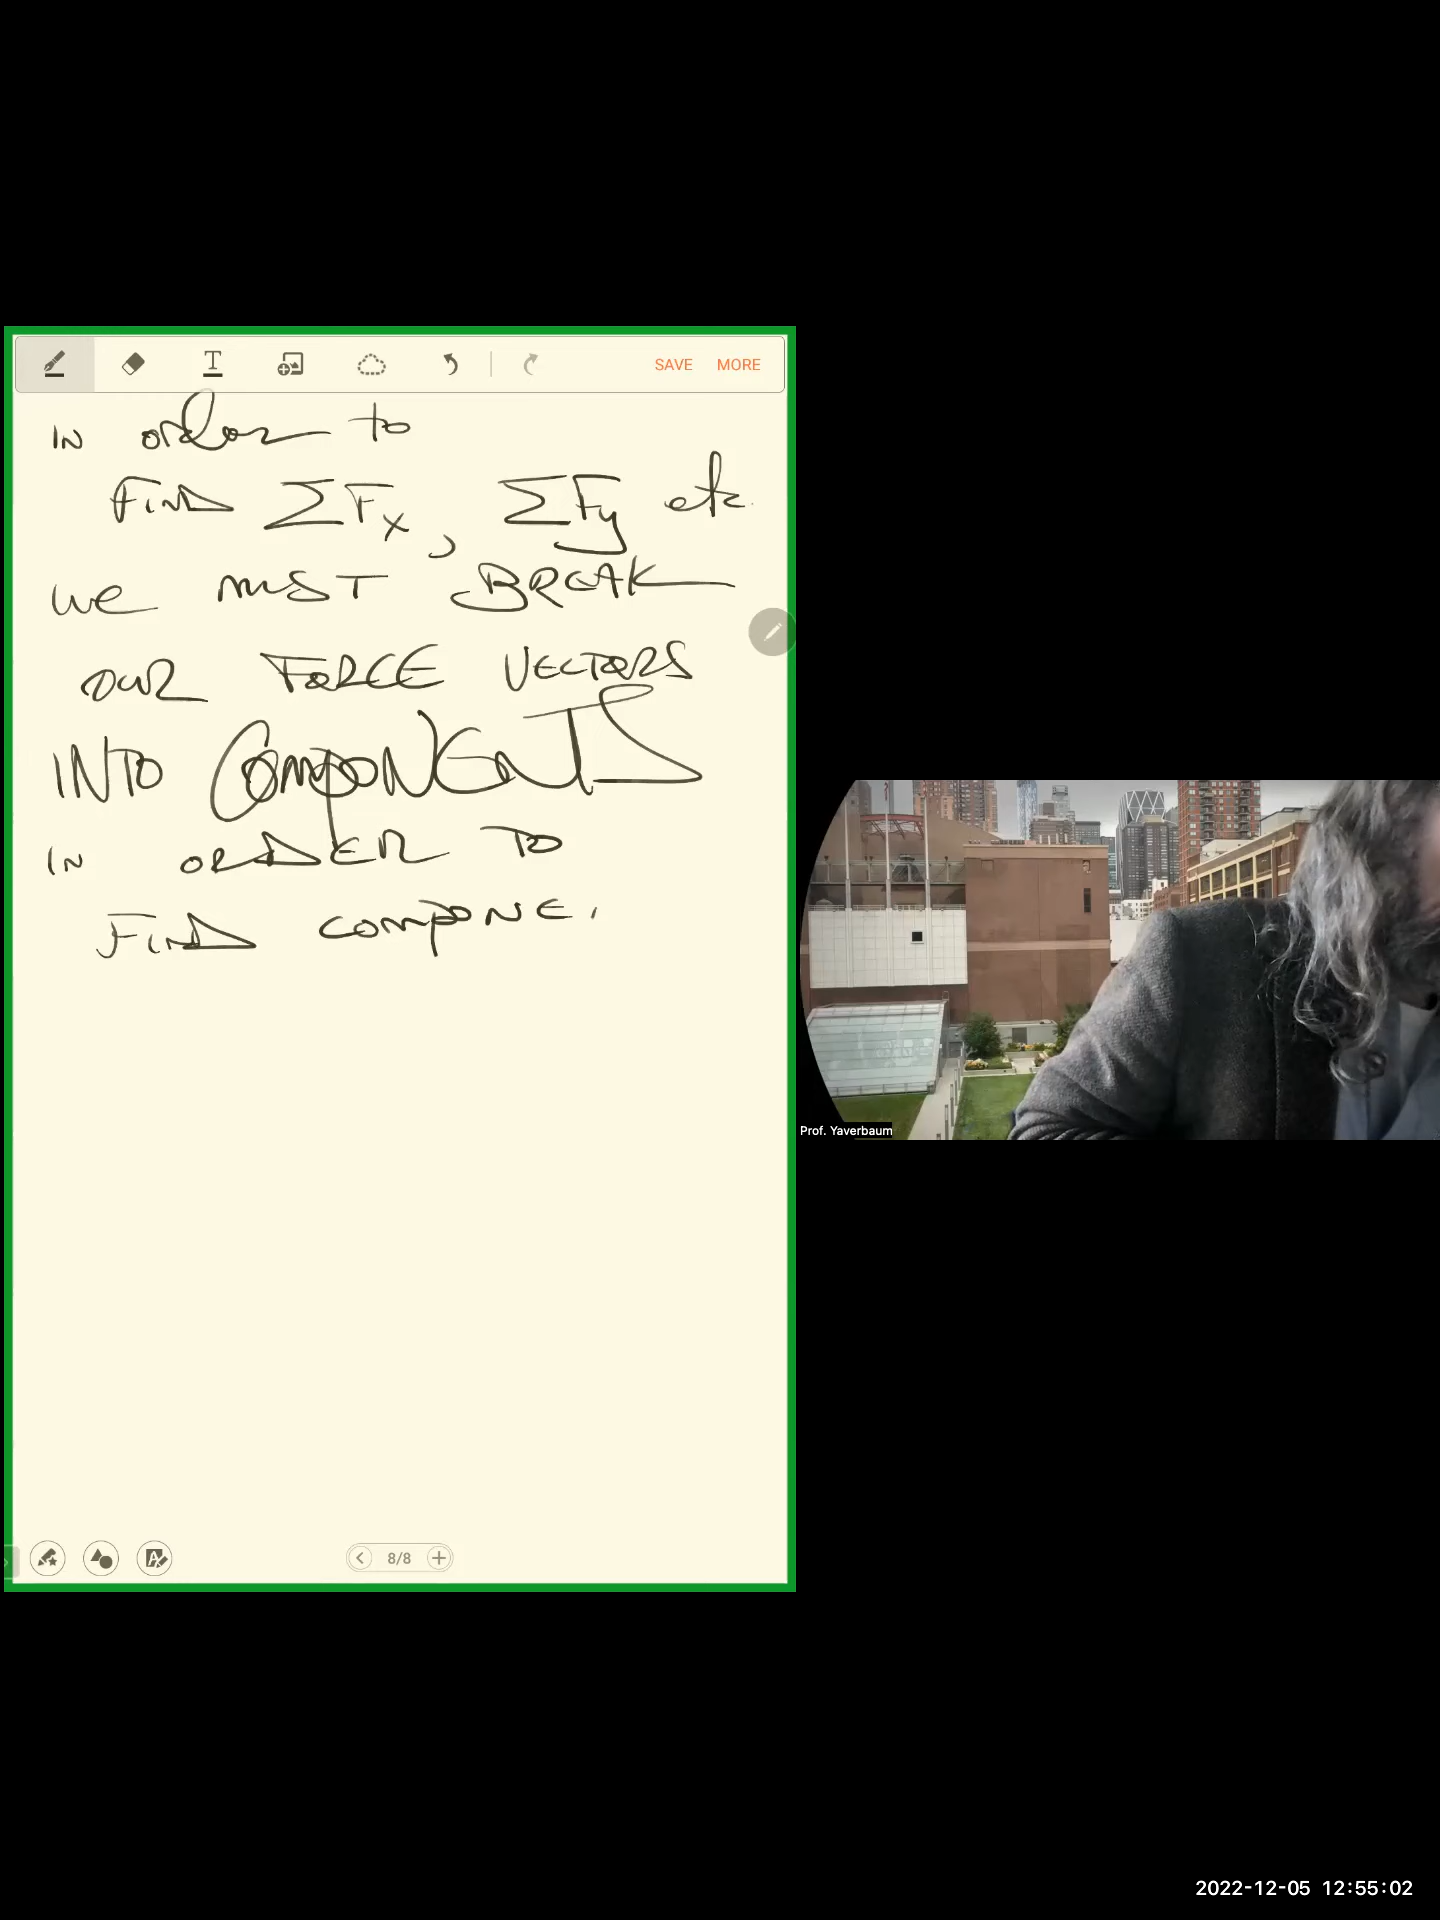 SAVE MORE
IN order to
FIND ΣFx, ΣFy etc.
WE MUST BREAK
OUR FORCE VECTORS
INTO COMPONENTS
IN ORDER TO
FIND COMPONE
8/8
Prof. Yaverbaum
2022-12-05 12:55:02